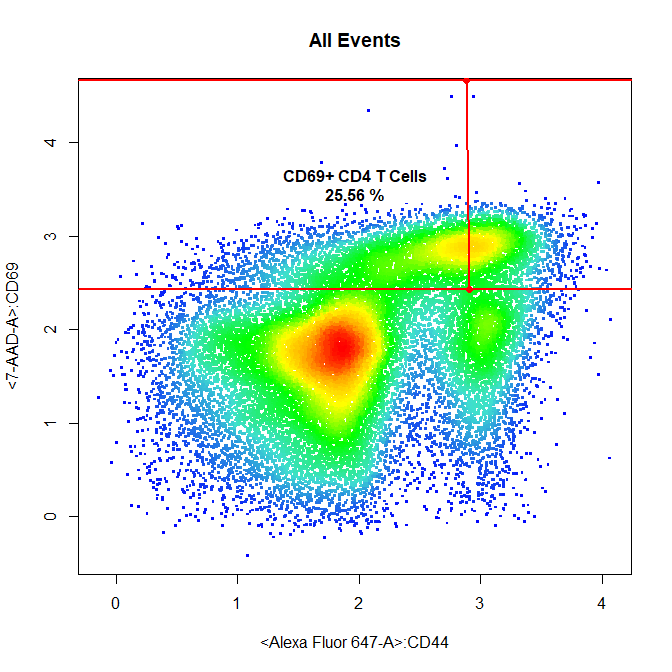 All Events
CD69+ CD4 T Cells
25.56 %
<7-AAD-A>:CD69
4
3
2
1
0
0 1 2 3 4
<Alexa Fluor 647-A>:CD44